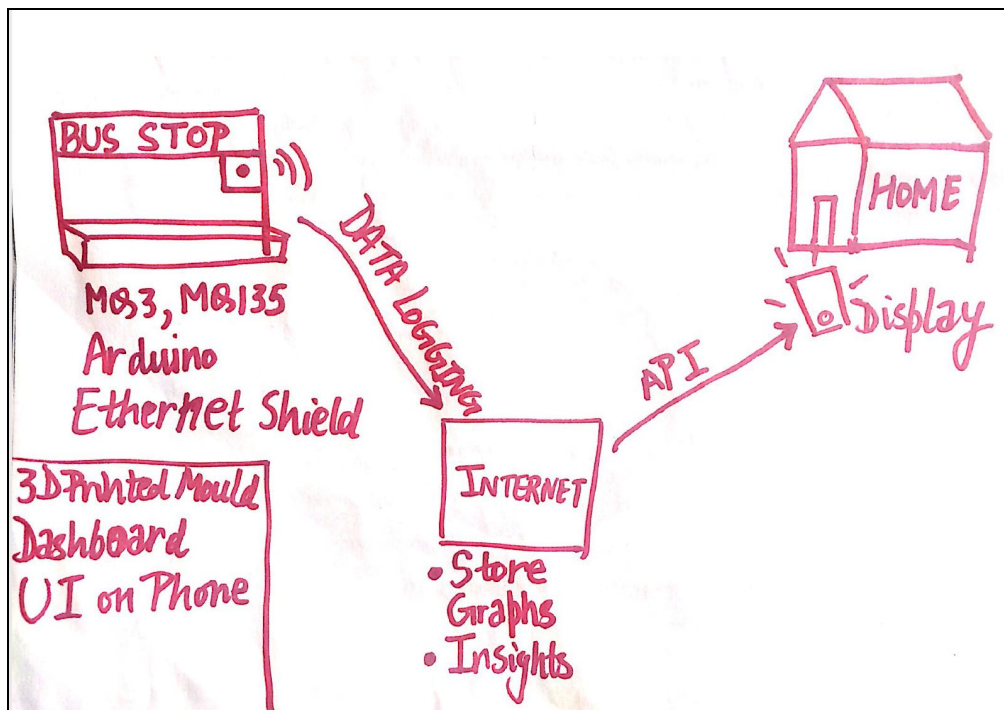 BUS STOP
MQ3, MQ135
Arduino
Ethernet Shield
DATA LOGGING
INTERNET
• Store
Graphs
• Insights
API
HOME
Display
3D Printed Mould
Dashboard
UI on Phone